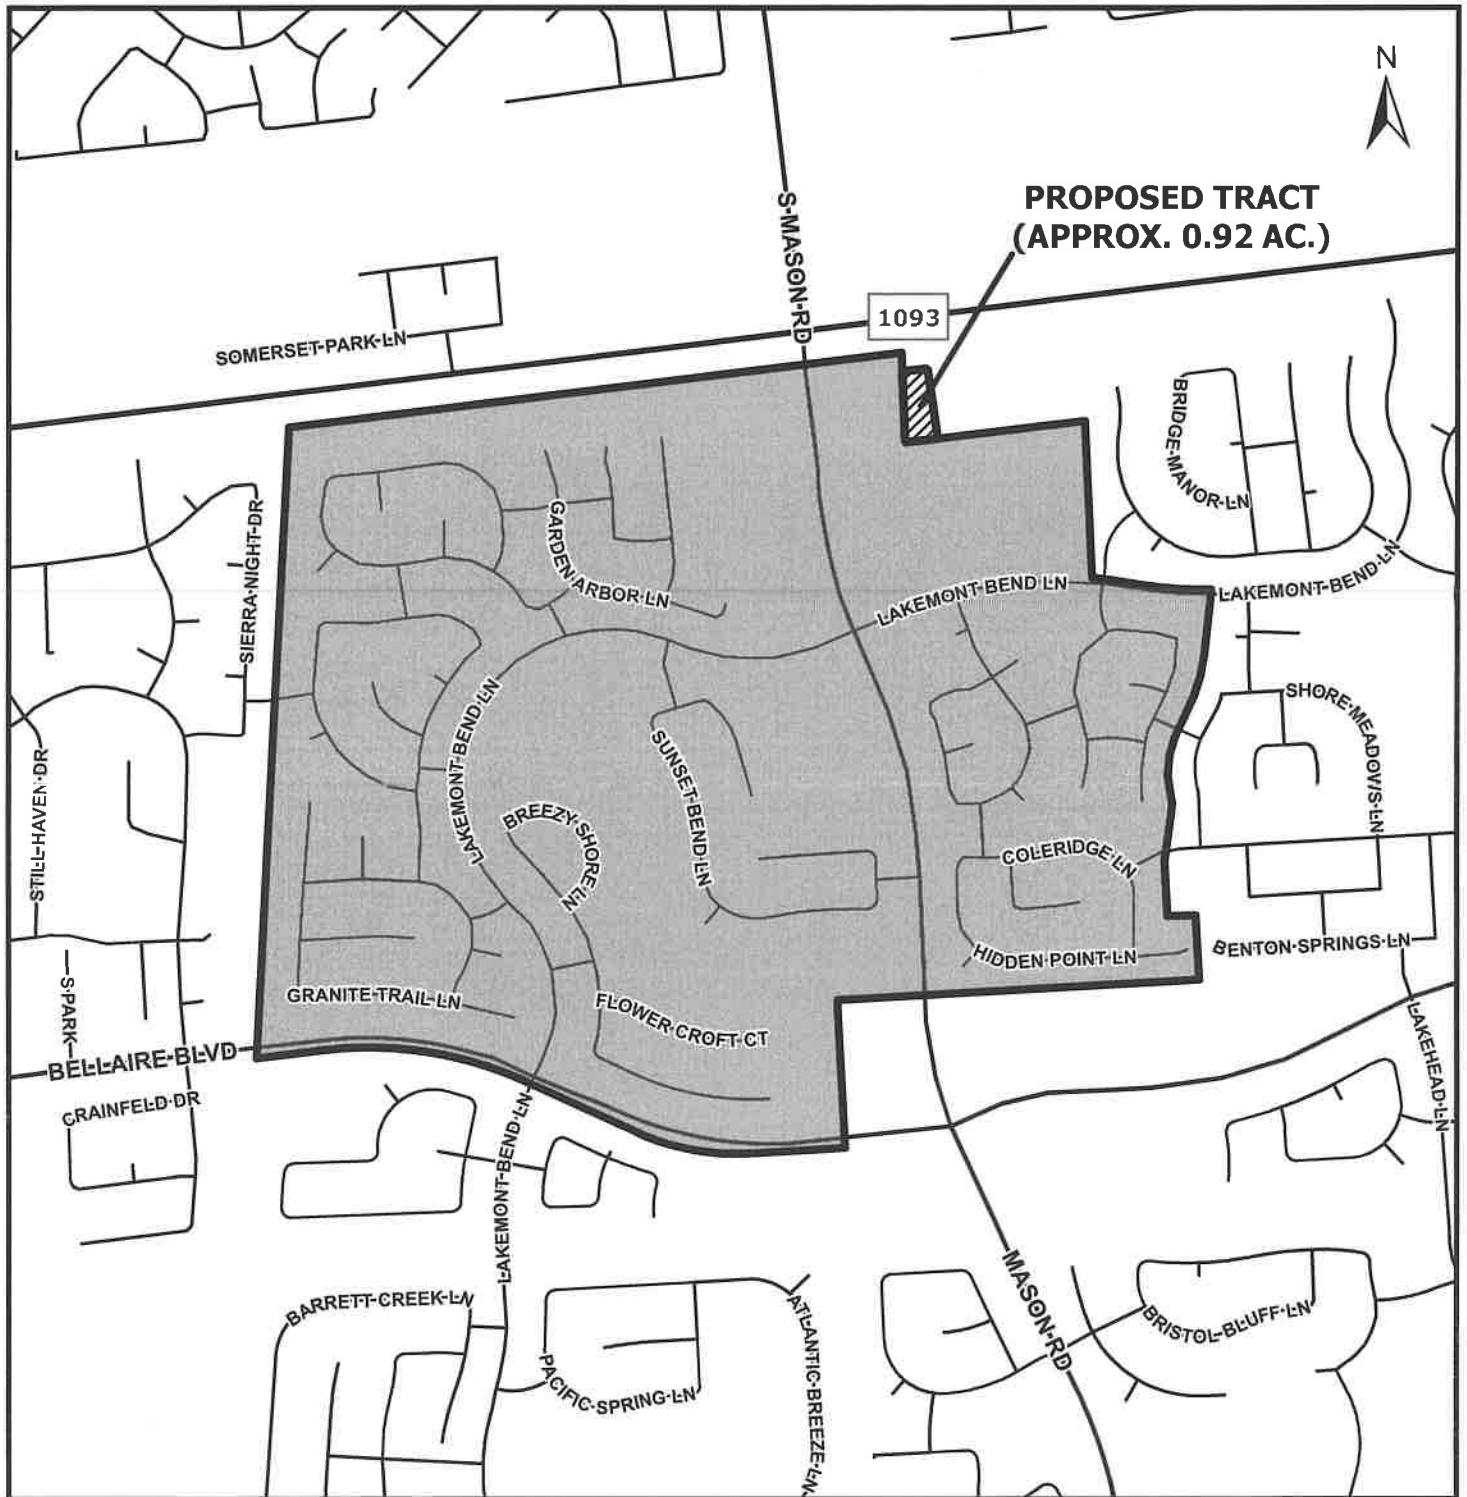 N
PROPOSED TRACT
(APPROX. 0.92 AC.)
S MASON RD
1093
SOMERSET PARK LN
BRIDGE MANOR LN
SIERRA NIGHT DR
GARDEN ARBOR LN
LAKEMONT BEND LN
LAKEMONT BEND LN
LAKEMONT BEND LN
SHORE MEADOWS LN
SUNSET BEND LN
STILL HAVEN DR
BREEZY SHORE LN
COLERIDGE LN
BENTON SPRINGS LN
HIDDEN POINT LN
S PARK
GRANITE TRAIL LN
FLOWER CROFT CT
BELLAIRE BLVD
LAKEHEAD LN
CRAINFELD DR
LAKEMONT BEND LN
BARRETT CREEK LN
MASON RD
BRISTOL BLUFF LN
ATLANTIC BREEZE LN
PACIFIC SPRING LN